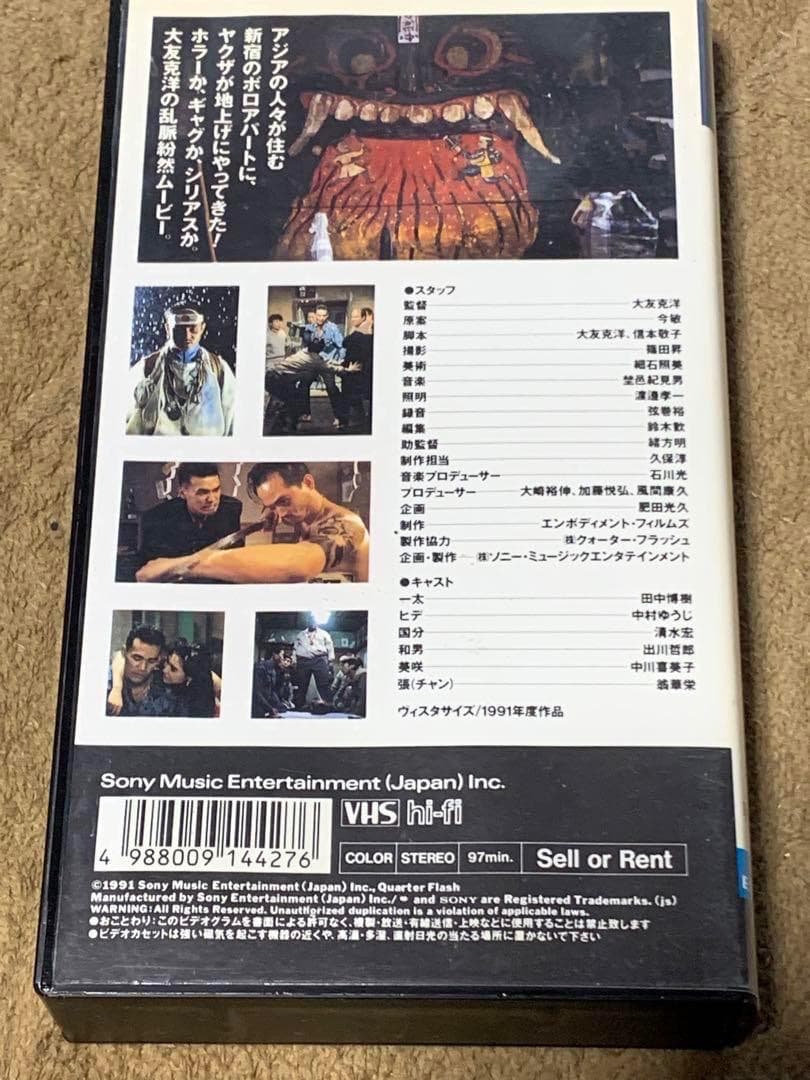 アジアの人々が住む
新宿のボロアパートに、
ヤクザが地上げにやってきた!
ホラーか、ギャグか、シリアスか。
大友克洋の乱脈紛然ムービー。
●スタッフ
監督 大友克洋
原案 今敏
脚本 大友克洋、信本敬子
撮影 篠田昇
美術 細石照美
音楽 埜邑紀見男
照明 渡邉孝一
録音 弦巻裕
編集 鈴木歓
助監督 緒方明
制作担当 久保淳
音楽プロデューサー 石川光
プロデューサー 大崎裕伸、加藤悦弘、風間康久
企画 肥田光久
制作 エンボディメント・フィルムズ
製作協力 ㈱クォーター・フラッシュ
企画・製作 ㈱ソニー・ミュージックエンタテインメント
●キャスト
一太 田中博樹
ヒデ 中村ゆうじ
国分 清水宏
和男 出川哲郎
美咲 中川喜美子
張(チャン) 翁華栄
ヴィスタサイズ/1991年度作品
Sony Music Entertainment (Japan) Inc.
VHS hi-fi
4 988009 144276
COLOR STEREO 97min. Sell or Rent
©1991 Sony Music Entertainment (Japan) Inc., Quarter Flash
Manufactured by Sony Entertainment (Japan) Inc./ and SONY are Registered Trademarks. (js)
WARNING: All Rights Reserved. Unauthorized duplication is a violation of applicable laws.
●おことわり:このビデオグラムを書面による許可なく、複製・放送・有線送信・上映などに使用することは禁止致します
●ビデオカセットは強い磁気を起こす機器の近くや、高温・多湿、直射日光の当たる場所に置かないで下さい